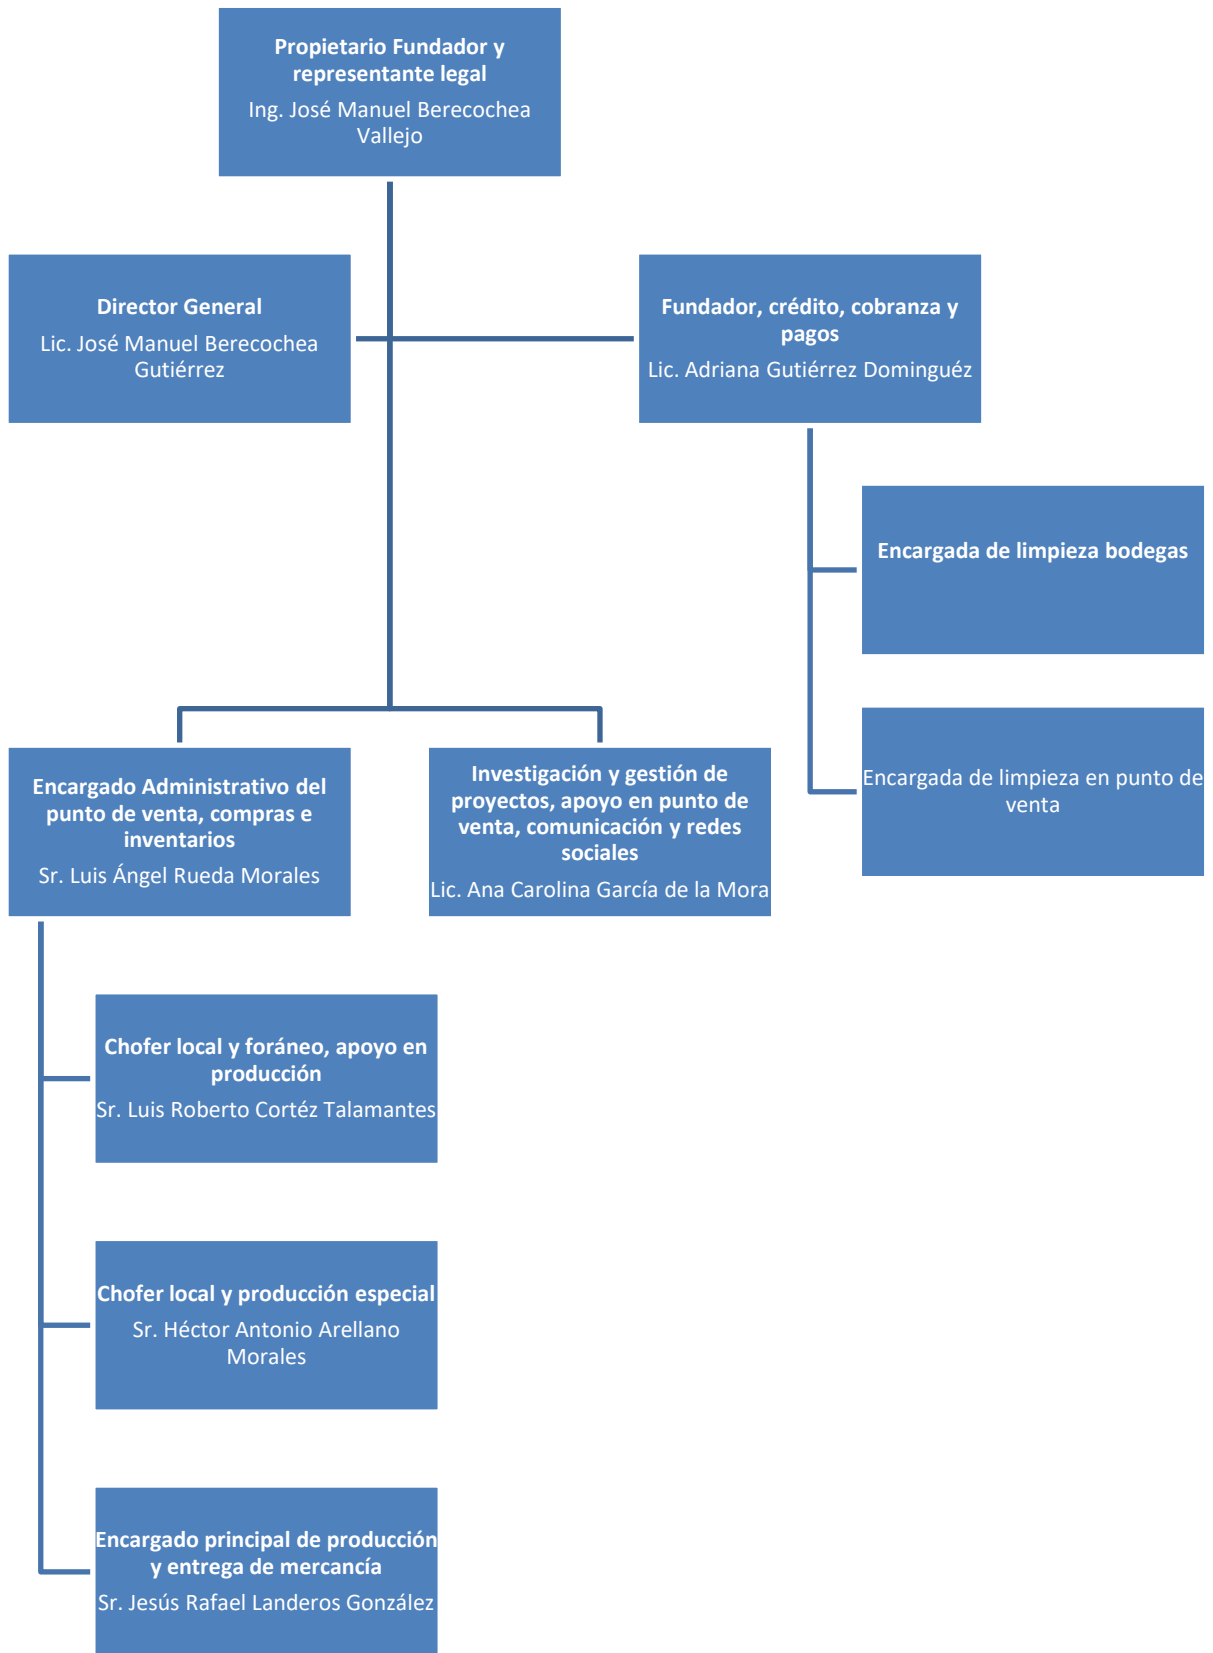 Propietario Fundador y
representante legal
Ing. José Manuel Berecochea
Vallejo
Director General
Lic. José Manuel Berecochea
Gutiérrez
Fundador, crédito, cobranza y
pagos
Lic. Adriana Gutiérrez Dominguéz
Encargada de limpieza bodegas
Encargada de limpieza en punto de
venta
Encargado Administrativo del
punto de venta, compras e
inventarios
Sr. Luis Ángel Rueda Morales
Investigación y gestión de
proyectos, apoyo en punto de
venta, comunicación y redes
sociales
Lic. Ana Carolina García de la Mora
Chofer local y foráneo, apoyo en
producción
Sr. Luis Roberto Cortéz Talamantes
Chofer local y producción especial
Sr. Héctor Antonio Arellano
Morales
Encargado principal de producción
y entrega de mercancía
Sr. Jesús Rafael Landeros González